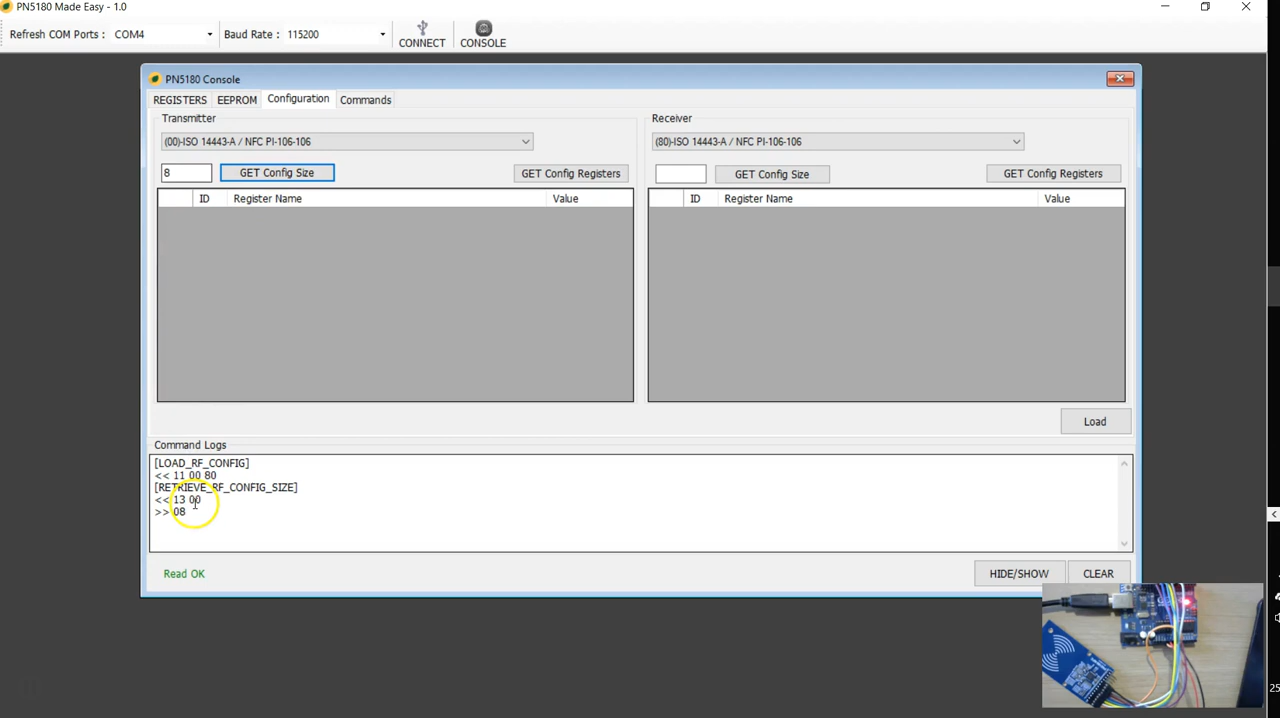 PN5180 Made Easy - 1.0
Refresh COM Ports : COM4 Baud Rate : 115200 CONNECT CONSOLE
PN5180 Console
REGISTERS EEPROM Configuration Commands
Transmitter Receiver
(00)-ISO 14443-A / NFC PI-106-106 (80)-ISO 14443-A / NFC PI-106-106
8 GET Config Size GET Config Registers GET Config Size GET Config Registers
ID Register Name Value ID Register Name Value
Load
Command Logs
[LOAD_RF_CONFIG]
<< 11 00 80
[RETRIEVE_RF_CONFIG_SIZE]
<< 13 00
>> 08
Read OK HIDE/SHOW CLEAR
25